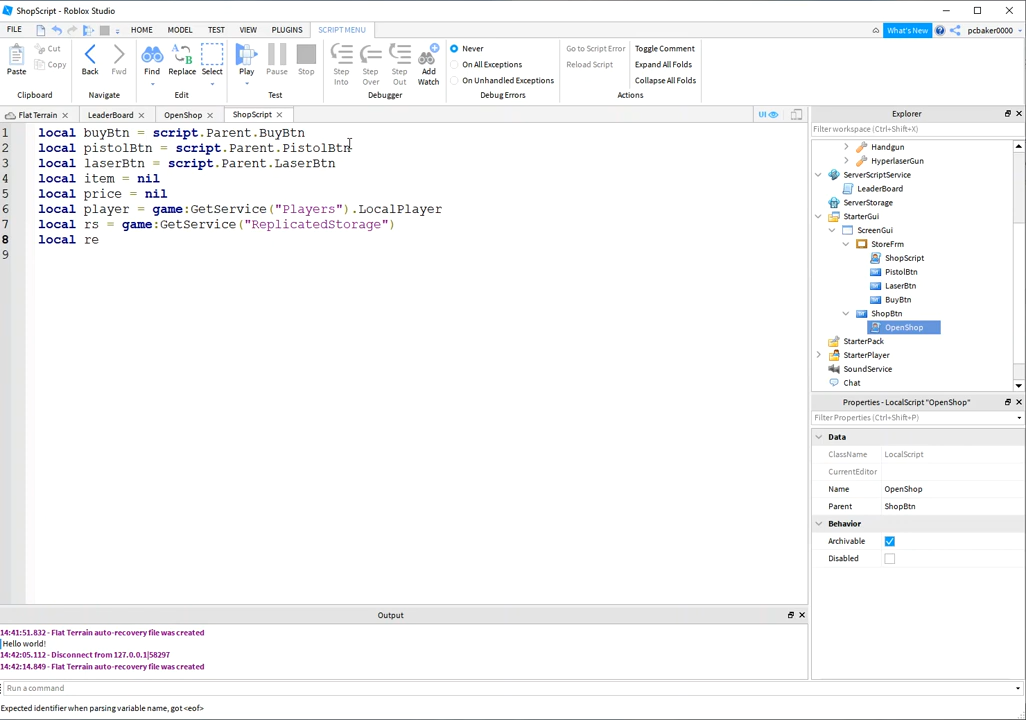 ShopScript - Roblox Studio
FILE HOME MODEL TEST VIEW PLUGINS SCRIPT MENU What's New pcbaker0000
Paste Cut Copy Back Fwd Find Replace Select Play Pause Stop Step Into Step Over Step Out Add Watch
Never
On All Exceptions
On Unhandled Exceptions
Go to Script Error
Reload Script
Toggle Comment
Expand All Folds
Collapse All Folds
Clipboard Navigate Edit Test Debugger Debug Errors Actions
Flat Terrain LeaderBoard OpenShop ShopScript UI
1 local buyBtn = script.Parent.BuyBtn
2 local pistolBtn = script.Parent.PistolBtn
3 local laserBtn = script.Parent.LaserBtn
4 local item = nil
5 local price = nil
6 local player = game:GetService("Players").LocalPlayer
7 local rs = game:GetService("ReplicatedStorage")
8 local re
9
Explorer
Filter workspace (Ctrl+Shift+X)
Handgun
HyperlaserGun
ServerScriptService
LeaderBoard
ServerStorage
StarterGui
ScreenGui
StoreFrm
ShopScript
PistolBtn
LaserBtn
BuyBtn
ShopBtn
OpenShop
StarterPack
StarterPlayer
SoundService
Chat
Properties - LocalScript "OpenShop"
Filter Properties (Ctrl+Shift+P)
Data
ClassName LocalScript
CurrentEditor
Name OpenShop
Parent ShopBtn
Behavior
Archivable
Disabled
Output
14:41:51.832 - Flat Terrain auto-recovery file was created
Hello world!
14:42:05.112 - Disconnect from 127.0.0.1|58297
14:42:14.849 - Flat Terrain auto-recovery file was created
Run a command
Expected identifier when parsing variable name, got <eof>